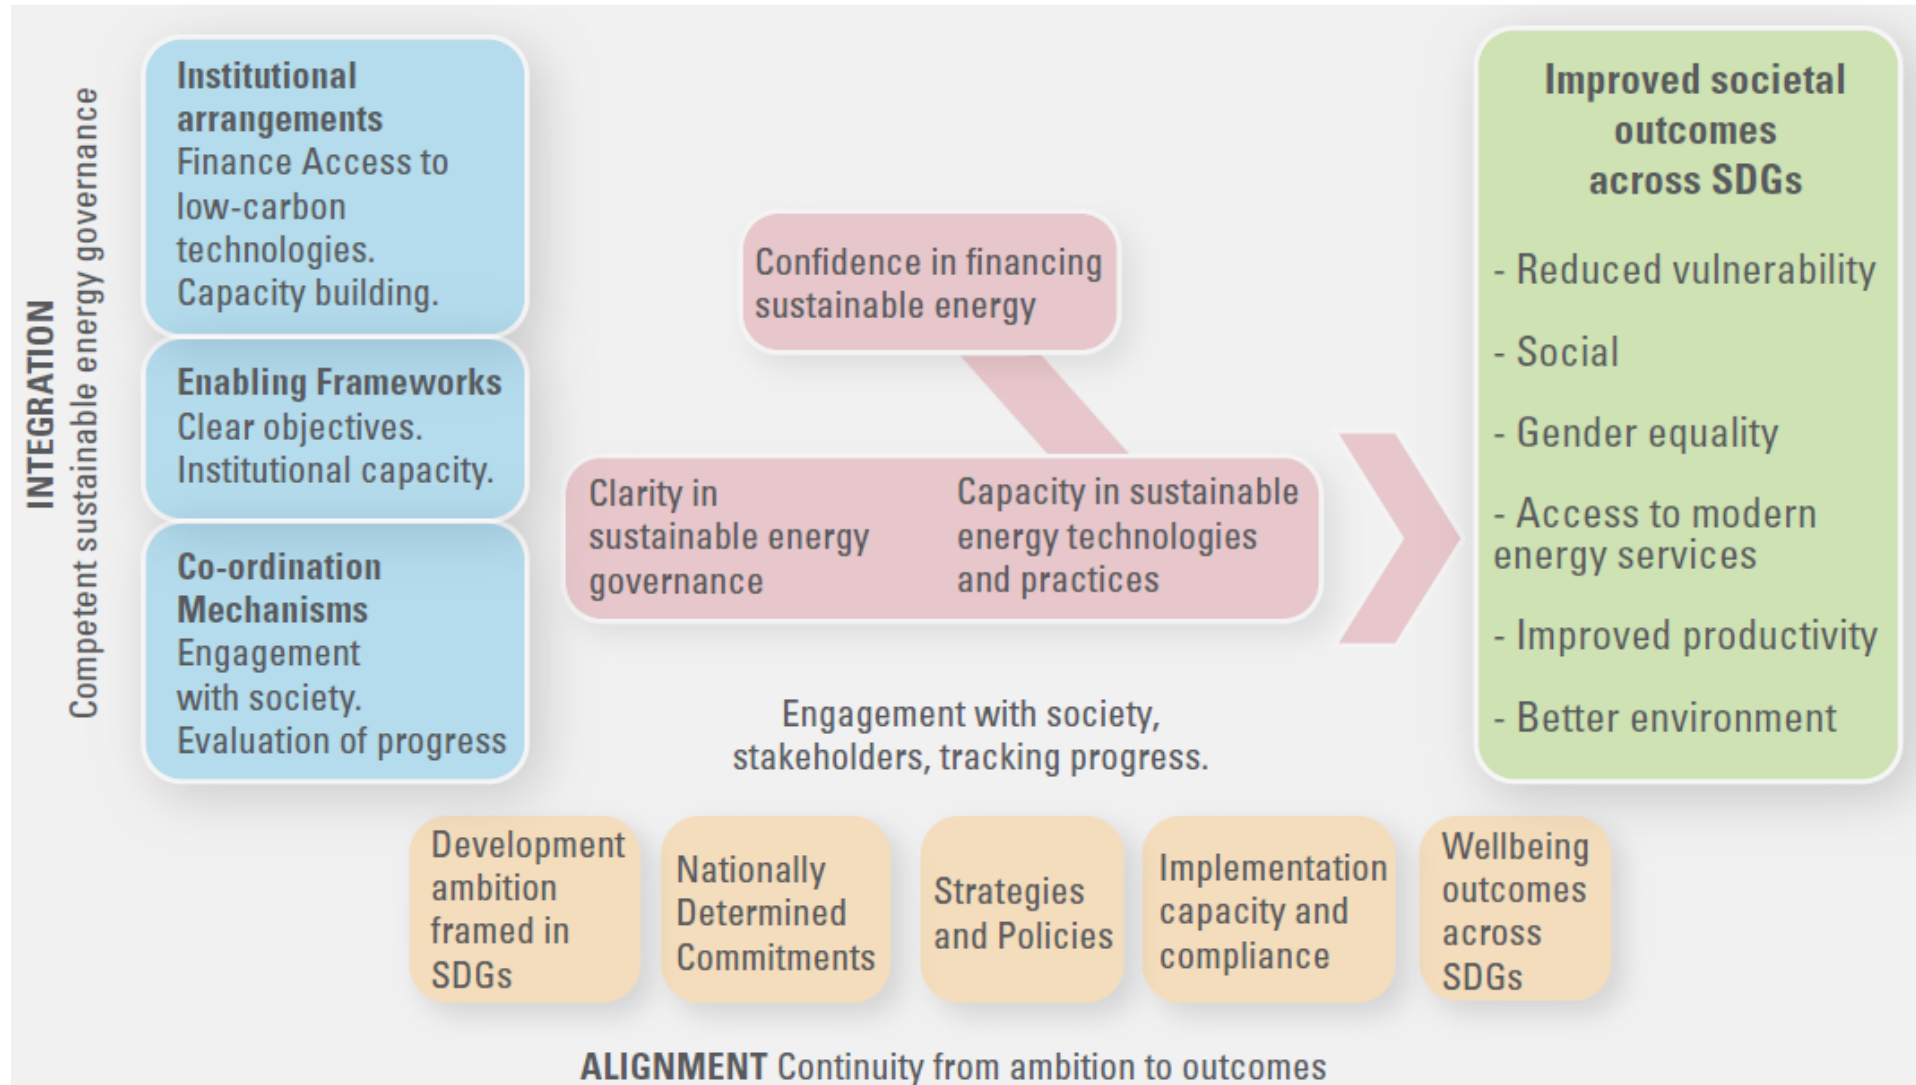 INTEGRATION
Competent sustainable energy governance
Institutional
arrangements
Finance Access to
low-carbon
technologies.
Capacity building.
Enabling Frameworks
Clear objectives.
Institutional capacity.
Co-ordination
Mechanisms
Engagement
with society.
Evaluation of progress
Confidence in financing
sustainable energy
Clarity in
sustainable energy
governance
Capacity in sustainable
energy technologies
and practices
Engagement with society,
stakeholders, tracking progress.
Improved societal
outcomes
across SDGs
- Reduced vulnerability
- Social
- Gender equality
- Access to modern
energy services
- Improved productivity
- Better environment
Development
ambition
framed in
SDGs
Nationally
Determined
Commitments
Strategies
and Policies
Implementation
capacity and
compliance
Wellbeing
outcomes
across
SDGs
ALIGNMENT Continuity from ambition to outcomes